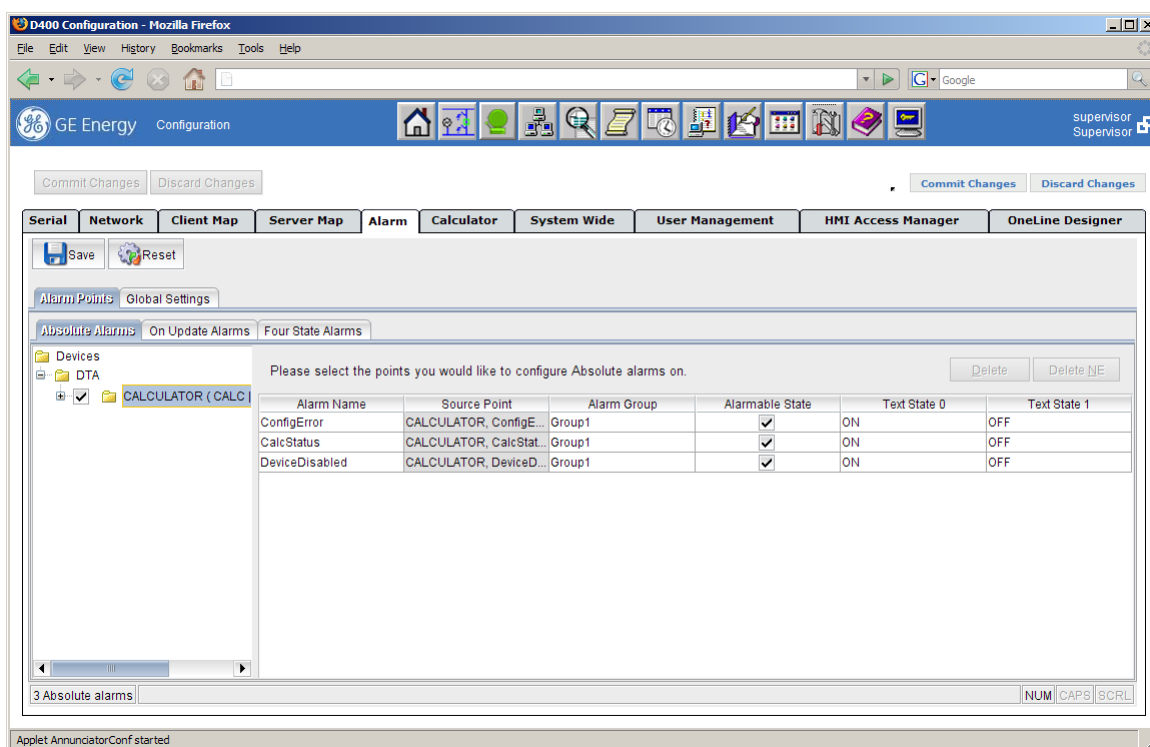 D400 Configuration - Mozilla Firefox
File Edit View History Bookmarks Tools Help
G Google
GE Energy Configuration
supervisor
Supervisor
Commit Changes Discard Changes
Commit Changes Discard Changes
Serial Network Client Map Server Map Alarm Calculator System Wide User Management HMI Access Manager OneLine Designer
Save Reset
Alarm Points Global Settings
Absolute Alarms On Update Alarms Four State Alarms
Devices
DTA
CALCULATOR ( CALC |
Please select the points you would like to configure Absolute alarms on.
Delete Delete NE
Alarm Name Source Point Alarm Group Alarmable State Text State 0 Text State 1
ConfigError CALCULATOR, ConfigE... Group1 ON OFF
CalcStatus CALCULATOR, CalcStat... Group1 ON OFF
DeviceDisabled CALCULATOR, DeviceD... Group1 ON OFF
3 Absolute alarms
NUM CAPS SCRL
Applet AnnunciatorConf started